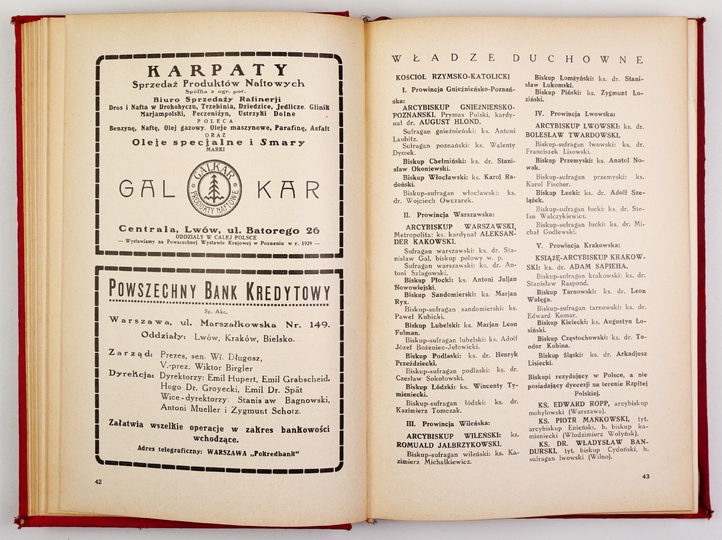 KARPATY
Sprzedaż Produktów Naftowych
Spółka z ogr. por.
Biuro Sprzedaży Rafinerji
Dros i Nafta w Drohobyczu, Trzebinia, Dziedzice, Jedlicze, Glinik
Marjampolski, Peczeniżyn, Ustrzyki Dolne
POLECA
Benzynę, Naftę, Olej gazowy, Oleje maszynowe, Parafinę, Asfalt
ORAZ
Oleje specjalne i Smary
MARKI
GALKAR
GAL KAR
PRODUKTY NAFTOWE
Centrala, Lwów, ul. Batorego 26
ODDZIAŁY W CAŁEJ POLSCE
— Wystawiamy na Powszechnej Wystawie Krajowej w Poznaniu w r. 1929 —
POWSZECHNY BANK KREDYTOWY
Sp. Akc.
Warszawa, ul. Marszałkowska Nr. 149.
Oddziały: Lwów, Kraków, Bielsko.
Zarząd: Prezes, sen. Wł. Długosz,
V.-prez. Wiktor Birgler
Dyrekcja: Dyrektorzy: Emil Hupert, Emil Grabscheid,
Hugo Dr. Groyecki, Emil Dr. Spät
Wice-dyrektorzy: Stanisław Bagnowski,
Antoni Mueller i Zygmunt Schotz.
Załatwia wszelkie operacje w zakres bankowości
wchodzące.
Adres telegraficzny: WARSZAWA „Pokredbank"
42
WŁADZE DUCHOWNE
KOŚCIÓŁ RZYMSKO-KATOLICKI
I. Prowincja Gnieźnieńsko-Poznań-
ska:
ARCYBISKUP GNIEŹNIEŃSKO-
POZNAŃSKI, Prymas Polski, kardy-
nał dr. AUGUST HLOND.
Sufragan gnieźnieński: ks. Antoni
Laubitz.
Sufragan poznański: ks. Walenty
Dymek.
Biskup Chełmiński: ks. dr. Stani-
sław Okoniewski.
Biskup Włocławski: ks. Karol Ra-
doński.
Biskup-sufragan włocławski: ks.
dr. Wojciech Owczarek.
II. Prowincja Warszawska:
ARCYBISKUP WARSZAWSKI,
Metropolita: ks. kardynał ALEKSAN-
DER KAKOWSKI.
Sufragan warszawski: ks. dr. Sta-
nisław Gal, biskup polowy w. p.
Sufragan warszawski: ks. dr. An-
toni Szlagowski.
Biskup Płocki: ks. Antoni Juljan
Nowowiejski.
Biskup Sandomierski: ks. Marjan
Ryx.
Biskup-sufragan sandomierski: ks.
Paweł Kubicki.
Biskup Lubelski: ks. Marjan Leon
Fulman.
Biskup-sufragan lubelski: ks. Adolf
Józef Bożeniec-Jełowicki.
Biskup Podlaski: ks. dr. Henryk
Przeździecki.
Biskup-sufragan podlaski: ks. dr.
Czesław Sokołowski.
Biskup Łódzki: ks. Wincenty Ty-
mieniecki.
Biskup-sufragan łódzki: ks. dr.
Kazimierz Tomczak.
III. Prowincja Wileńska:
ARCYBISKUP WILEŃSKI: ks.
ROMUALD JAŁBRZYKOWSKI.
Biskup-sufragan wileński: ks. Ka-
zimierz Michalkiewicz.
Biskup Łomżyński: ks. dr. Stani-
sław Łukomski.
Biskup Piński: ks. Zygmunt Ło-
ziński.
IV. Prowincja Lwowska:
ARCYBISKUP LWOWSKI: ks. dr.
BOLESŁAW TWARDOWSKI.
Biskup-sufragan lwowski: ks. dr.
Franciszek Lisowski.
Biskup Przemyski: ks. Anatol No-
wak.
Biskup-sufragan przemyski: ks.
Karol Fischer.
Biskup Łucki: ks. dr. Adolf Sze-
lążek.
Biskup-sufragan łucki: ks. dr. Ste-
fan Walczykiewicz.
Biskup-sufragan łucki: ks. dr. Mi-
chał Godlewski.
V. Prowincja Krakowska:
KSIĄŻĘ-ARCYBISKUP KRAKOW-
SKI: ks. dr. ADAM SAPIEHA.
Biskup-sufragan krakowski: ks. dr.
Stanisław Rospond.
Biskup Tarnowski: ks. dr. Leon
Wałęga.
Biskup-sufragan tarnowski: ks. dr.
Edward Komar.
Biskup Kielecki: ks. Augustyn Ło-
siński.
Biskup Częstochowski: ks. dr. Te-
odor Kubina.
Biskup Śląski: ks. dr. Arkadjusz
Lisiecki.
Biskupi rezydujący w Polsce, a nie
posiadający dyecezji na terenie Rzplitej
Polskiej.
KS. EDWARD ROPP, arcybiskup
mohylowski (Warszawa).
KS. PIOTR MAŃKOWSKI, tyt.
arcybiskup Enieński, b. biskup ka-
mieniecki (Włodzimierz Wołyńsk).
KS. DR. WŁADYSŁAW BAN-
DURSKI, tyt. biskup Cyduński, b.
sufragan lwowski (Wilno).
43